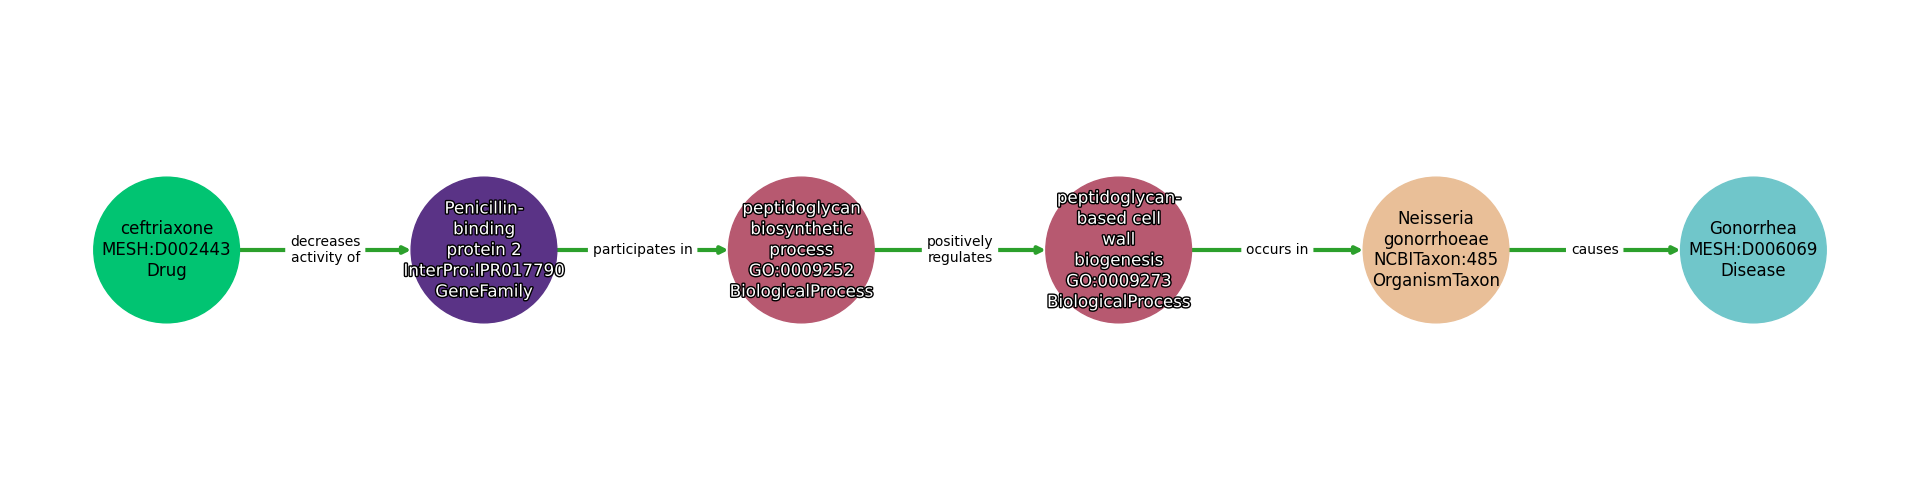 ceftriaxone
MESH:D002443
Drug
decreases
activity of
Penicillin-
binding
protein 2
InterPro:IPR017790
GeneFamily
participates in
peptidoglycan
biosynthetic
process
GO:0009252
BiologicalProcess
positively
regulates
peptidoglycan-
based cell
wall
biogenesis
GO:0009273
BiologicalProcess
occurs in
Neisseria
gonorrhoeae
NCBITaxon:485
OrganismTaxon
causes
Gonorrhea
MESH:D006069
Disease